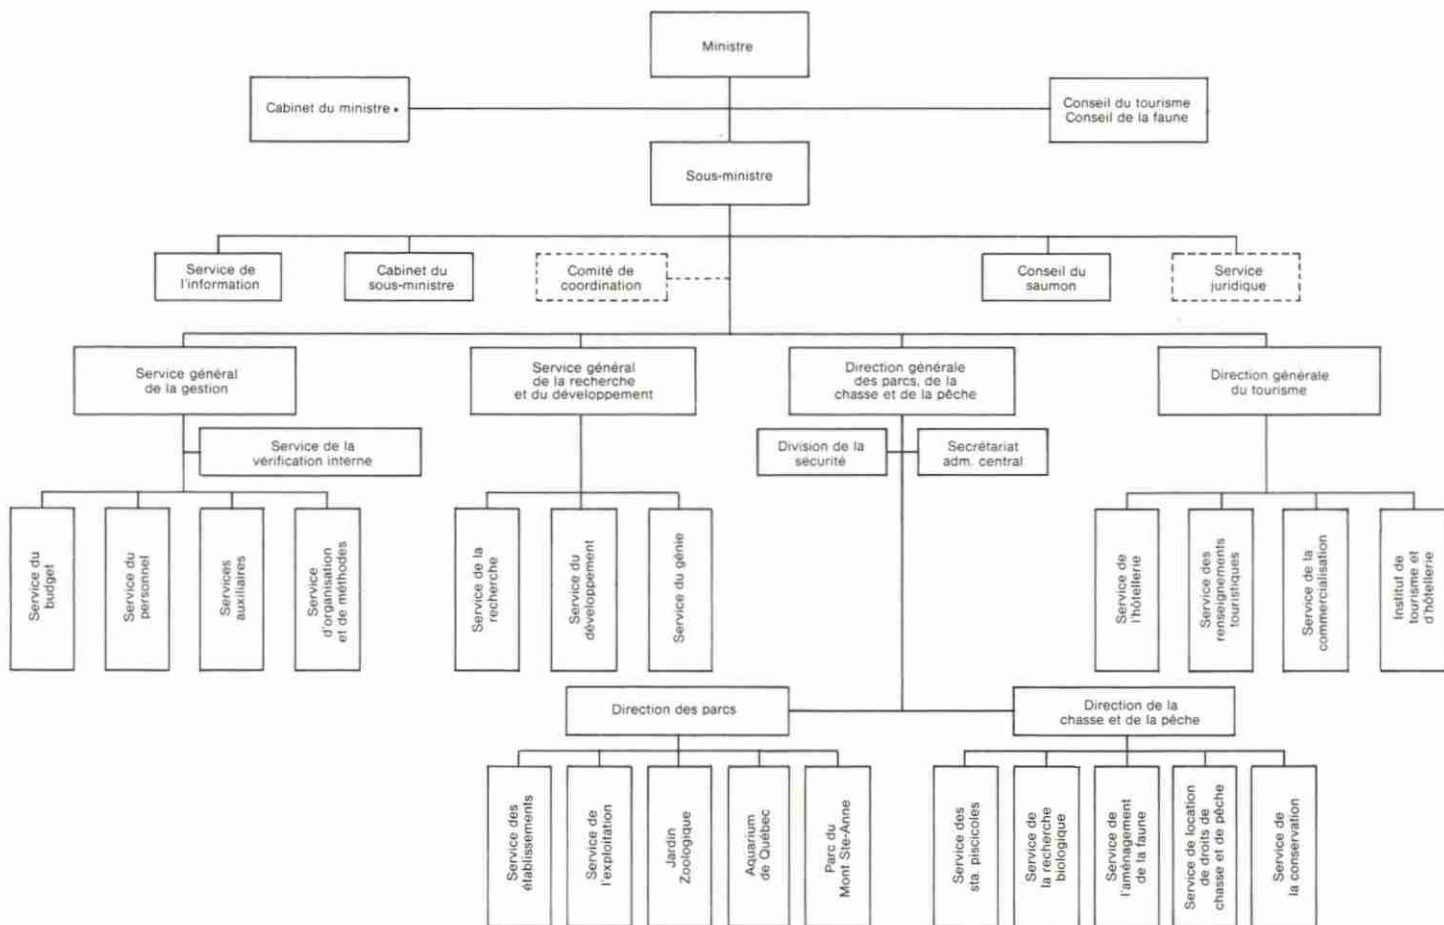 Ministre
Cabinet du ministre *
Conseil du tourisme
Conseil de la faune
Sous-ministre
Service de
l'information
Cabinet du
sous-ministre
Comité de
coordination
Conseil du
saumon
Service
juridique
Service général
de la gestion
Service général
de la recherche
et du développement
Direction générale
des parcs, de la
chasse et de la pêche
Direction générale
du tourisme
Service de la
vérification interne
Division de la
sécurité
Secrétariat
adm. central
Service du
budget
Service du
personnel
Services
auxiliaires
Service
d'organisation
et de méthodes
Service de la
recherche
Service du
développement
Service du génie
Service de
l'hôtellerie
Service des
renseignements
touristiques
Service de la
commercialisation
Institut de
tourisme et
d'hôtellerie
Direction des parcs
Direction de la
chasse et de la pêche
Service des
établissements
Service de
l'exploitation
Jardin
Zoologique
Aquarium
de Québec
Parc du
Mont Ste-Anne
Service des
sta. piscicoles
Service de
la recherche
biologique
Service de
l'aménagement
de la faune
Service de location
de droits de
chasse et de pêche
Service de
la conservation